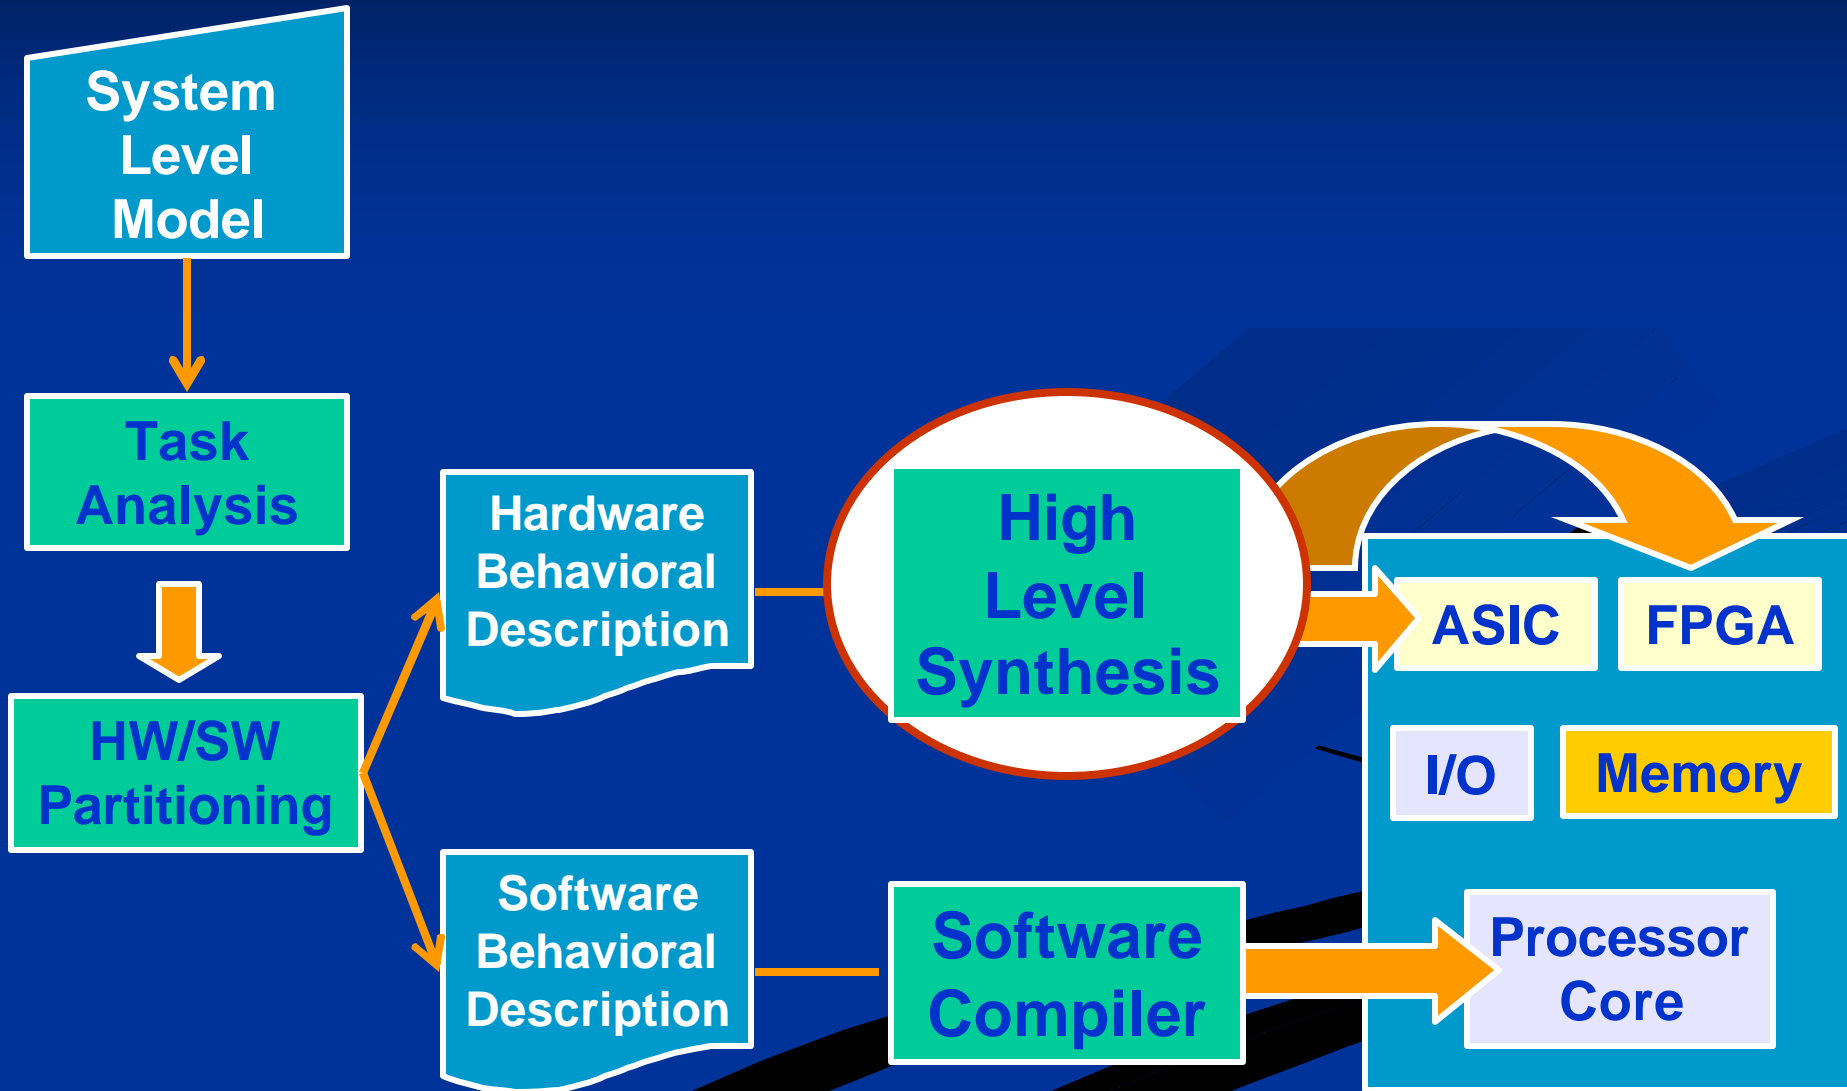 System
Level
Model
Task
Analysis
HW/SW
Partitioning
Hardware
Behavioral
Description
Software
Behavioral
Description
High
Level
Synthesis
Software
Compiler
ASIC
FPGA
I/O
Memory
Processor
Core